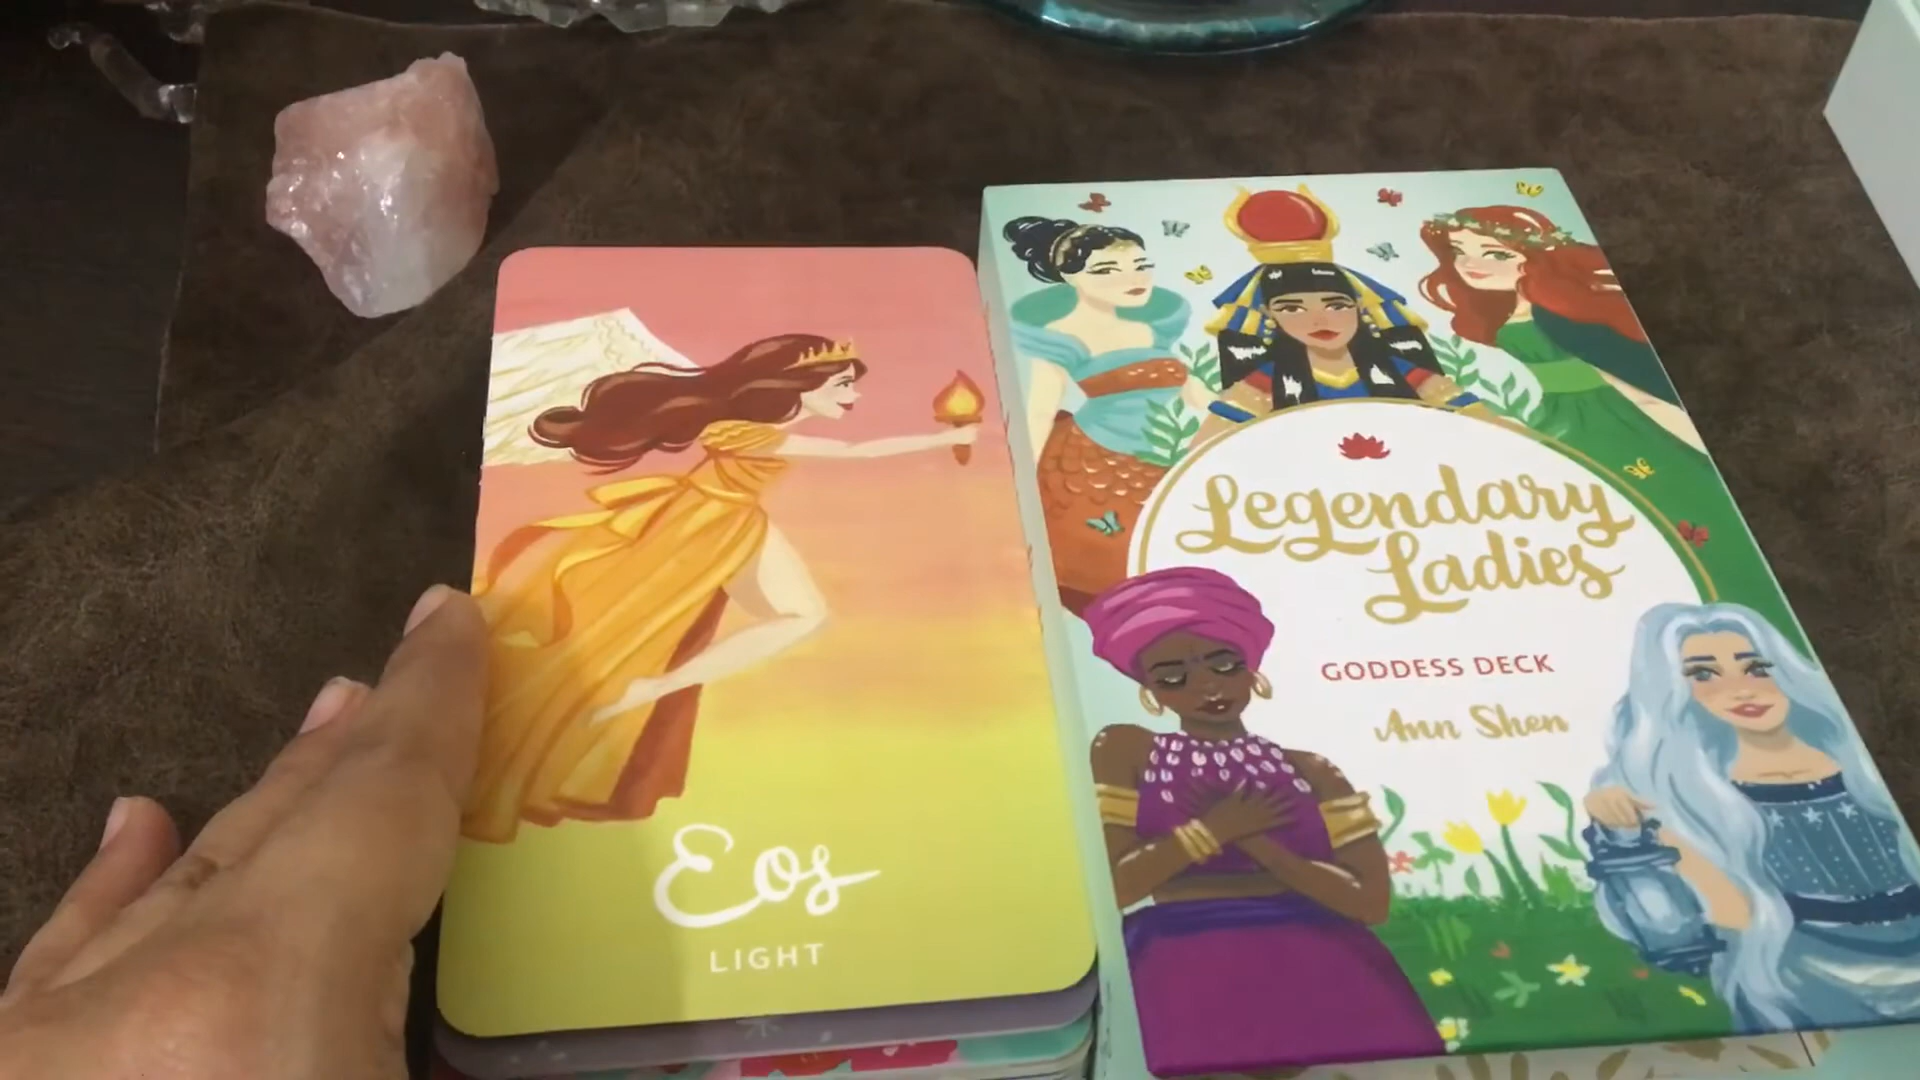 Eos
LIGHT
Legendary
Ladies
GODDESS DECK
Ann Shen